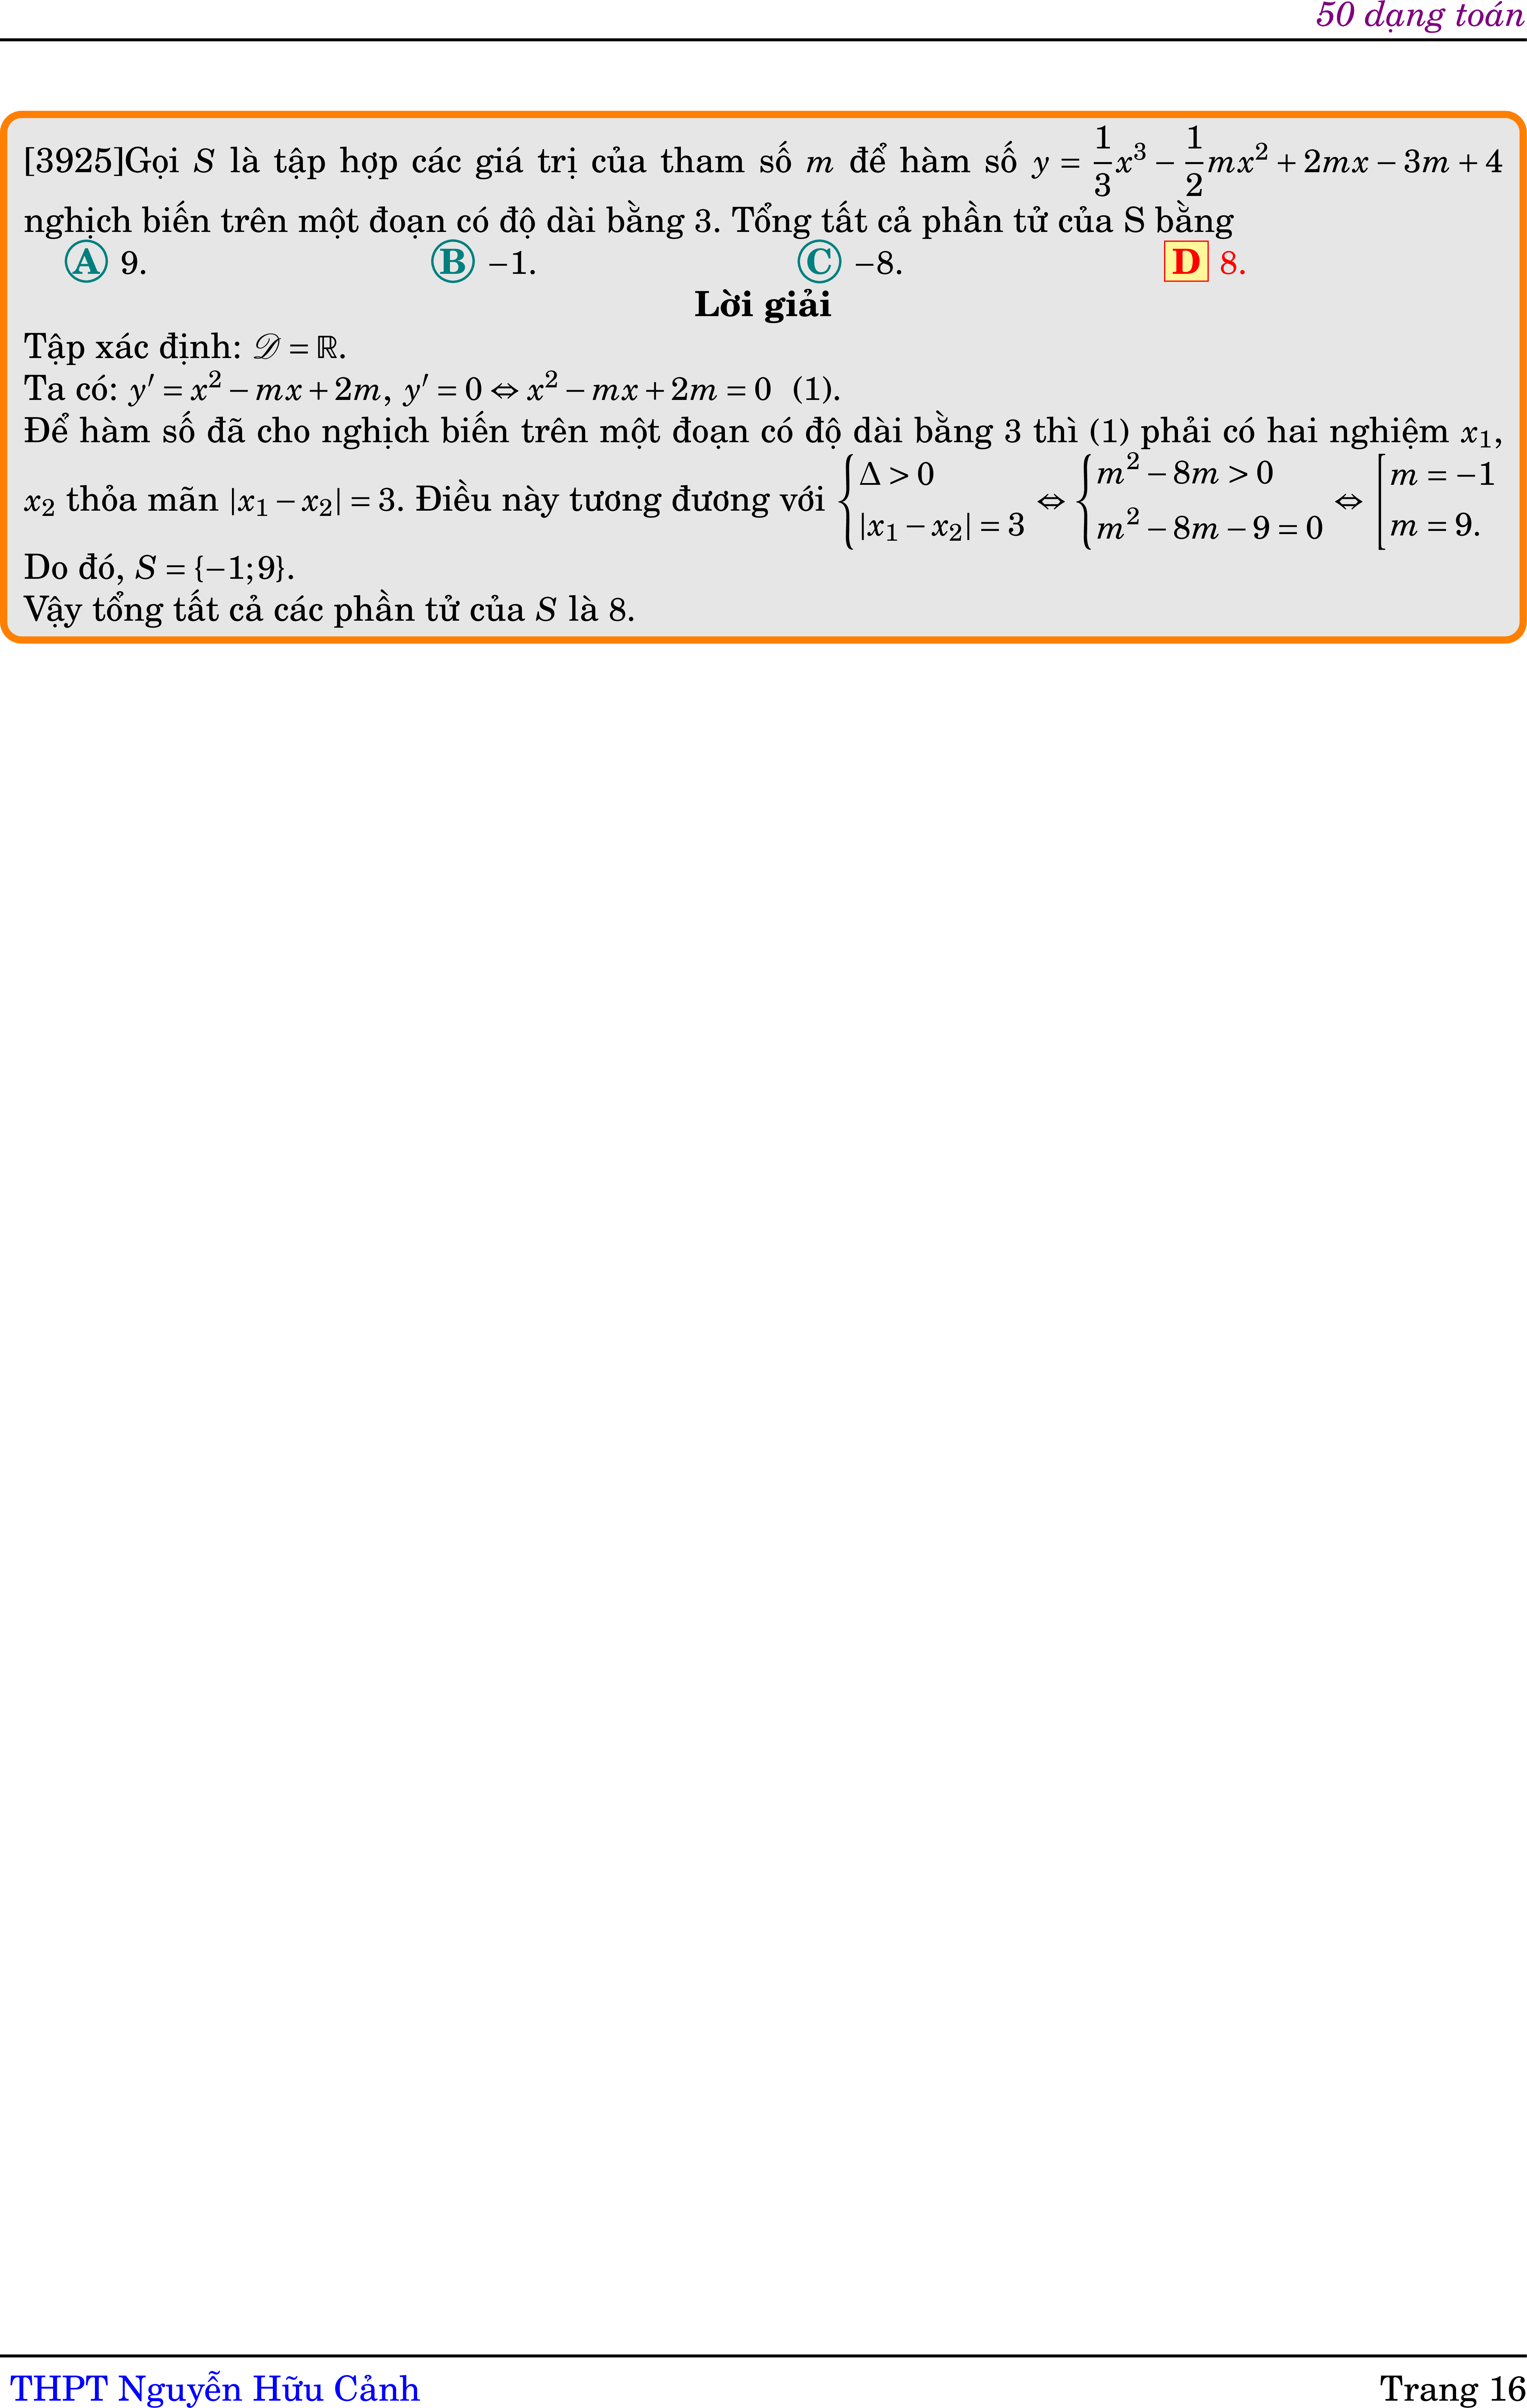 50 dạng toán
[3925]Gọi S là tập hợp các giá trị của tham số m để hàm số y = \frac{1}{3}x^3 − \frac{1}{2}mx^2 + 2mx − 3m + 4
nghịch biến trên một đoạn có độ dài bằng 3. Tổng tất cả phần tử của S bằng
A 9. B −1. C −8. D 8.
Lời giải
Tập xác định: 𝒟 = ℝ.
Ta có: y′ = x^2 − mx + 2m, y′ = 0 ⇔ x^2 − mx + 2m = 0 (1).
Để hàm số đã cho nghịch biến trên một đoạn có độ dài bằng 3 thì (1) phải có hai nghiệm x_1,
x_2 thỏa mãn |x_1 − x_2| = 3. Điều này tương đương với \begin{cases} Δ > 0 \\ |x_1 − x_2| = 3 \end{cases} ⇔ \begin{cases} m^2 − 8m > 0 \\ m^2 − 8m − 9 = 0 \end{cases} ⇔ \left[ \begin{array}{l} m = −1 \\ m = 9. \end{array} \right.
Do đó, S = {−1; 9}.
Vậy tổng tất cả các phần tử của S là 8.
THPT Nguyễn Hữu Cảnh Trang 16